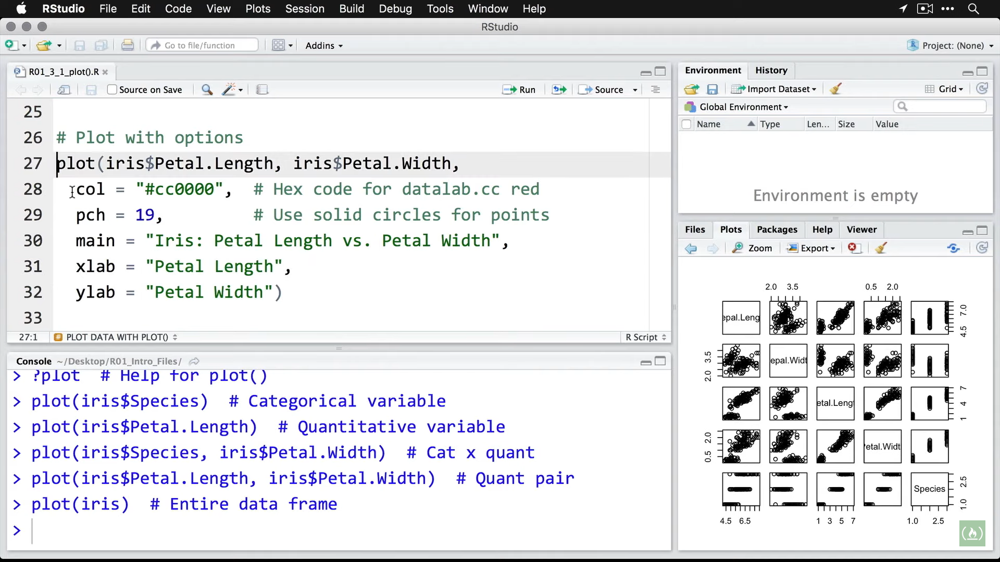 RStudio File Edit Code View Plots Session Build Debug Tools Window Help
RStudio
Go to file/function Addins Project: (None)
R01_3_1_plot().R
Source on Save Run Source
25
26 # Plot with options
27 plot(iris$Petal.Length, iris$Petal.Width,
28 col = "#cc0000", # Hex code for datalab.cc red
29 pch = 19, # Use solid circles for points
30 main = "Iris: Petal Length vs. Petal Width",
31 xlab = "Petal Length",
32 ylab = "Petal Width")
33
27:1 # PLOT DATA WITH PLOT() R Script
Console ~/Desktop/R01_Intro_Files/
> ?plot # Help for plot()
> plot(iris$Species) # Categorical variable
> plot(iris$Petal.Length) # Quantitative variable
> plot(iris$Species, iris$Petal.Width) # Cat x quant
> plot(iris$Petal.Length, iris$Petal.Width) # Quant pair
> plot(iris) # Entire data frame
>
Environment History
Import Dataset Grid
Global Environment
Name Type Len... Size Value
Environment is empty
Files Plots Packages Help Viewer
Zoom Export
2.0 3.5 0.5 2.0
epal.Leng 4.5 7.0
2.0 3.5 epal.Widt
etal.Lengt 1 4 7
0.5 2.0 Petal.Widt
Species 1.0 2.5
4.5 6.5 1 3 5 7 1.0 2.5